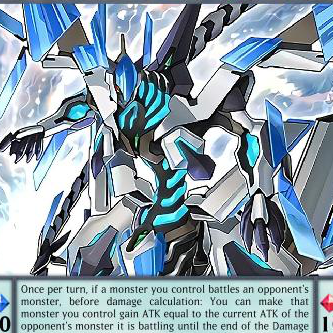 Once per turn, if a monster you control battles an opponent's
monster, before damage calculation: You can make that
monster you control gain ATK equal to the current ATK of the
opponent's monster it is battling until the end of the Damage
0